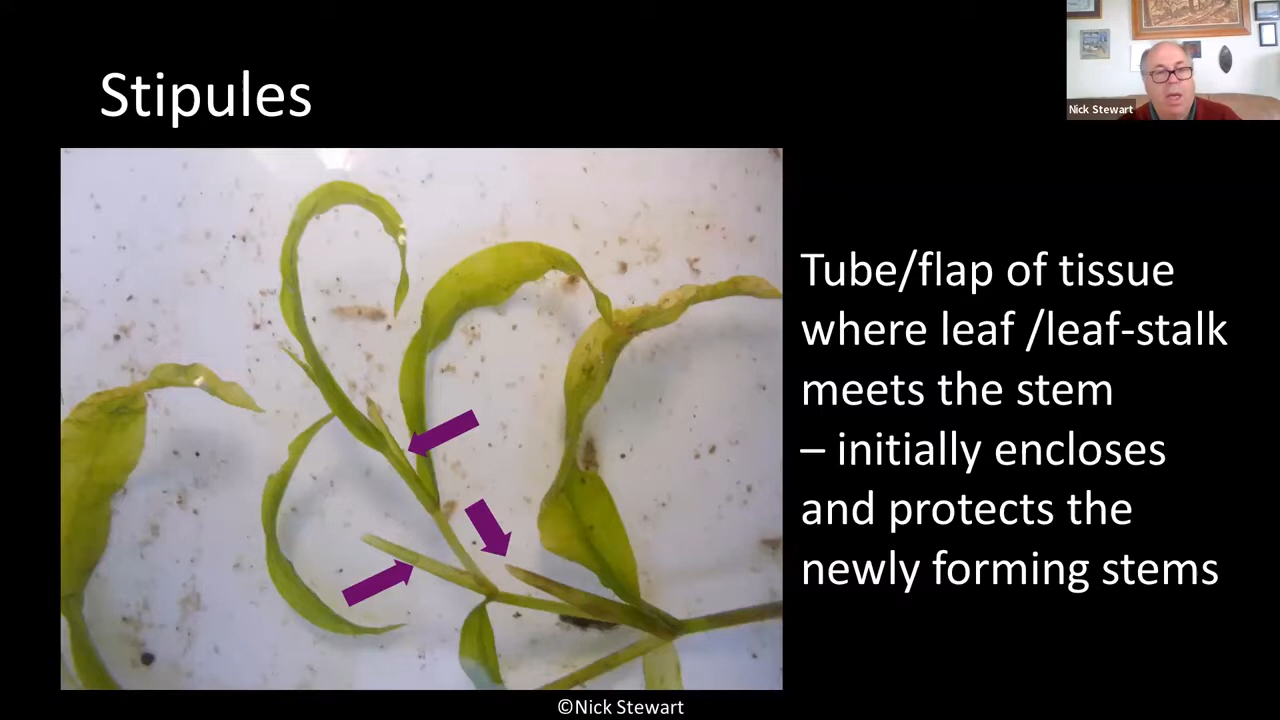 Stipules
Nick Stewart
Tube/flap of tissue
where leaf /leaf-stalk
meets the stem
– initially encloses
and protects the
newly forming stems
©Nick Stewart